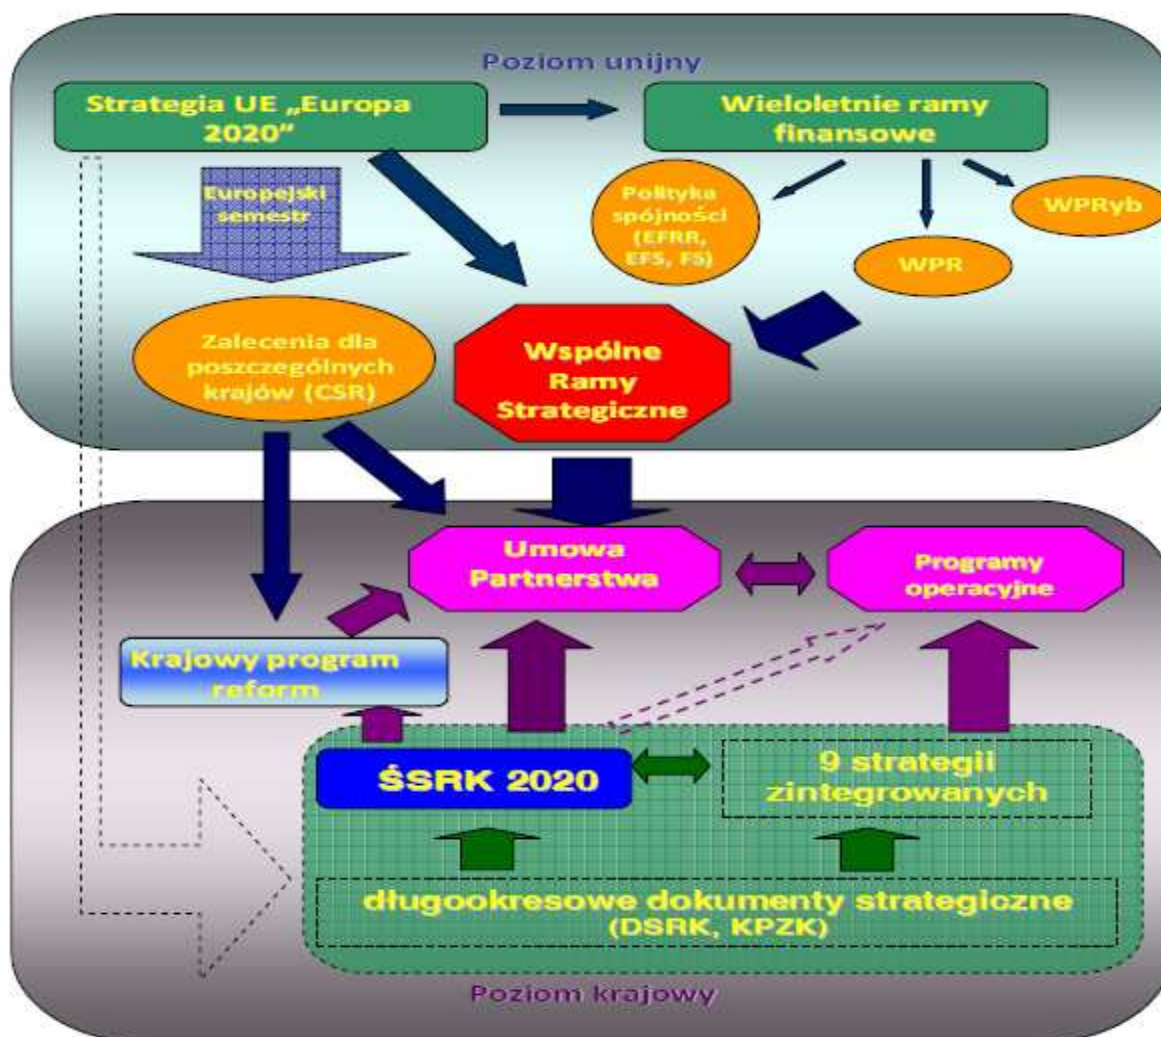 Poziom unijny
Strategia UE „Europa
2020”
Wieloletnie ramy
finansowe
Europejski
semestr
Polityka
spójności
(EFRR,
EFS, FS)
WPRyb
WPR
Zalecenia dla
poszczególnych
krajów (CSR)
Wspólne
Ramy
Strategiczne
Umowa
Partnerstwa
Programy
operacyjne
Krajowy program
reform
ŚSRK 2020
9 strategii
zintegrowanych
długookresowe dokumenty strategiczne
(DSRK, KPZK)
Poziom krajowy